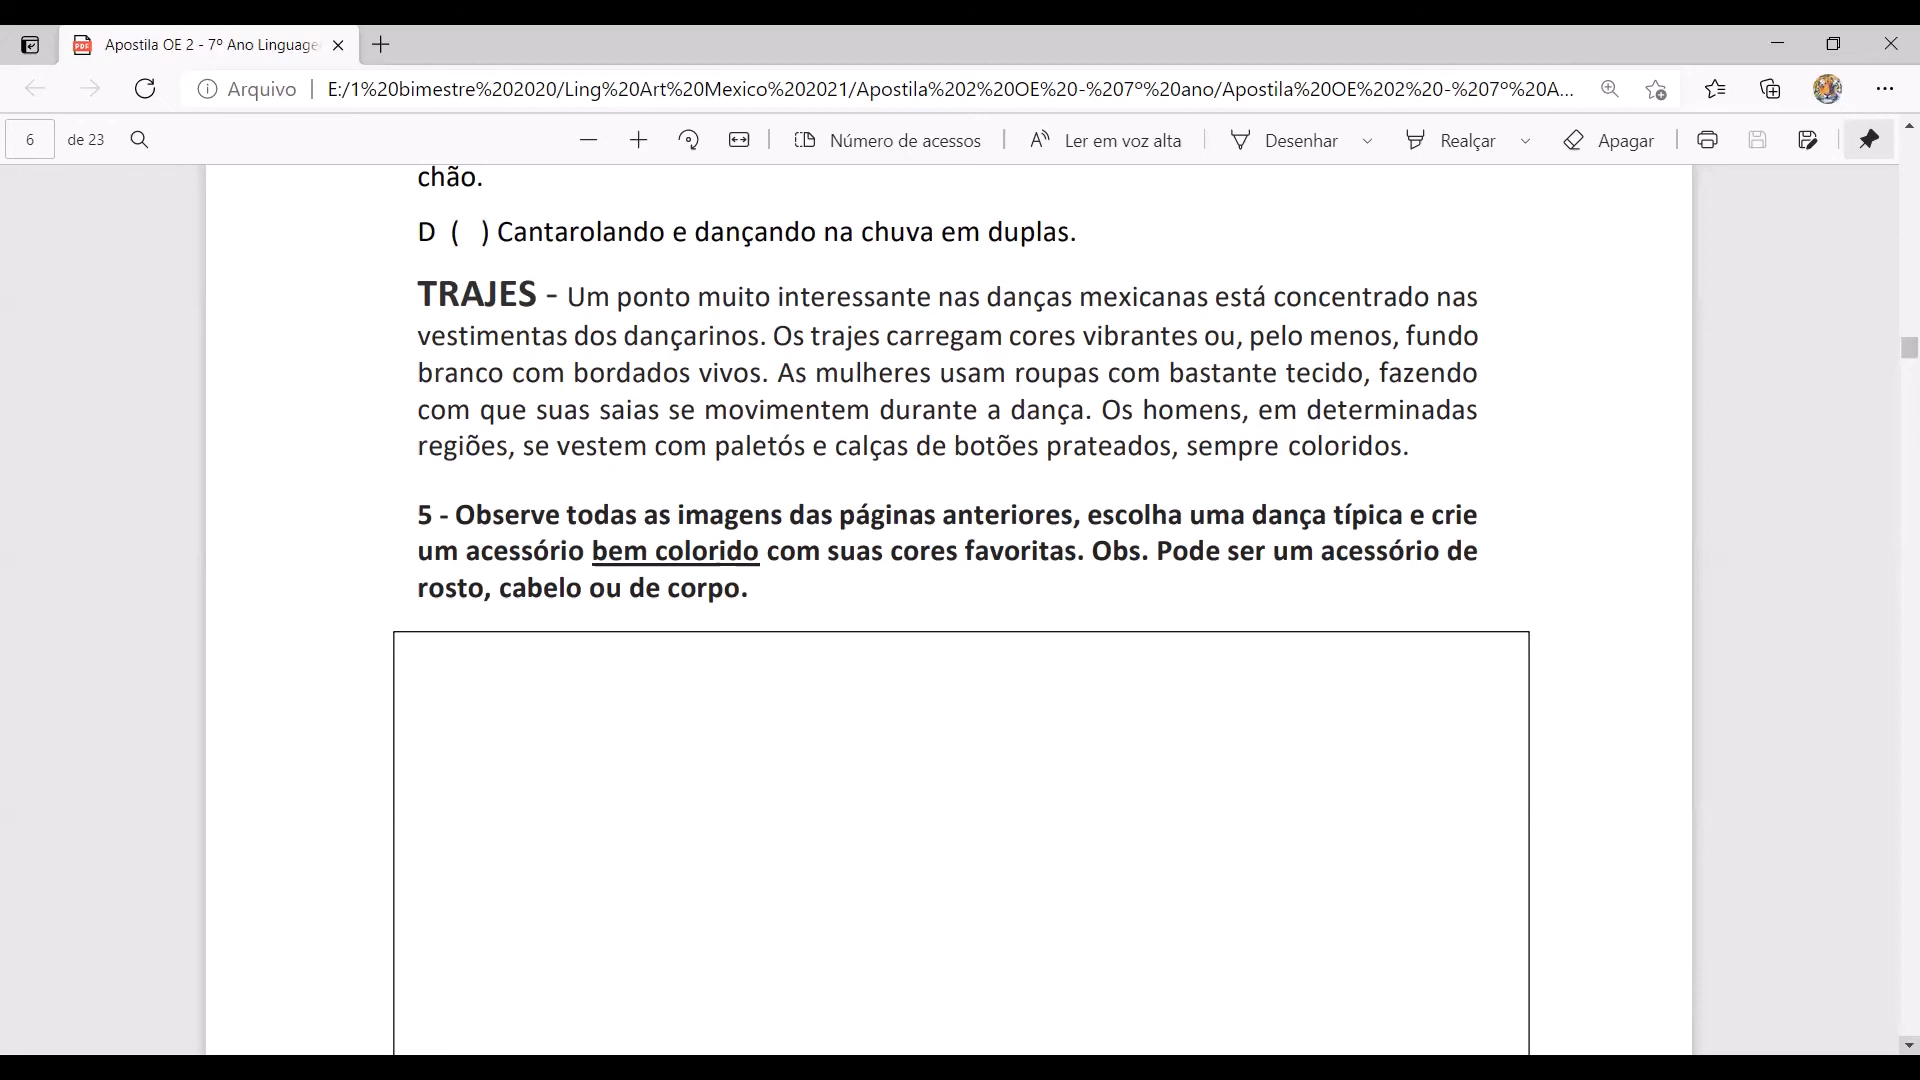 Apostila OE 2 - 7º Ano Linguage
Arquivo
E:/1%20bimestre%202020/Ling%20Art%20Mexico%202021/Apostila%202%20OE%20-%207º%20ano/Apostila%20OE%202%20-%207º%20A...
6 de 23
Número de acessos
Ler em voz alta
Desenhar
Realçar
Apagar
chão.
D ( ) Cantarolando e dançando na chuva em duplas.
TRAJES - Um ponto muito interessante nas danças mexicanas está concentrado nas
vestimentas dos dançarinos. Os trajes carregam cores vibrantes ou, pelo menos, fundo
branco com bordados vivos. As mulheres usam roupas com bastante tecido, fazendo
com que suas saias se movimentem durante a dança. Os homens, em determinadas
regiões, se vestem com paletós e calças de botões prateados, sempre coloridos.
5 - Observe todas as imagens das páginas anteriores, escolha uma dança típica e crie
um acessório bem colorido com suas cores favoritas. Obs. Pode ser um acessório de
rosto, cabelo ou de corpo.